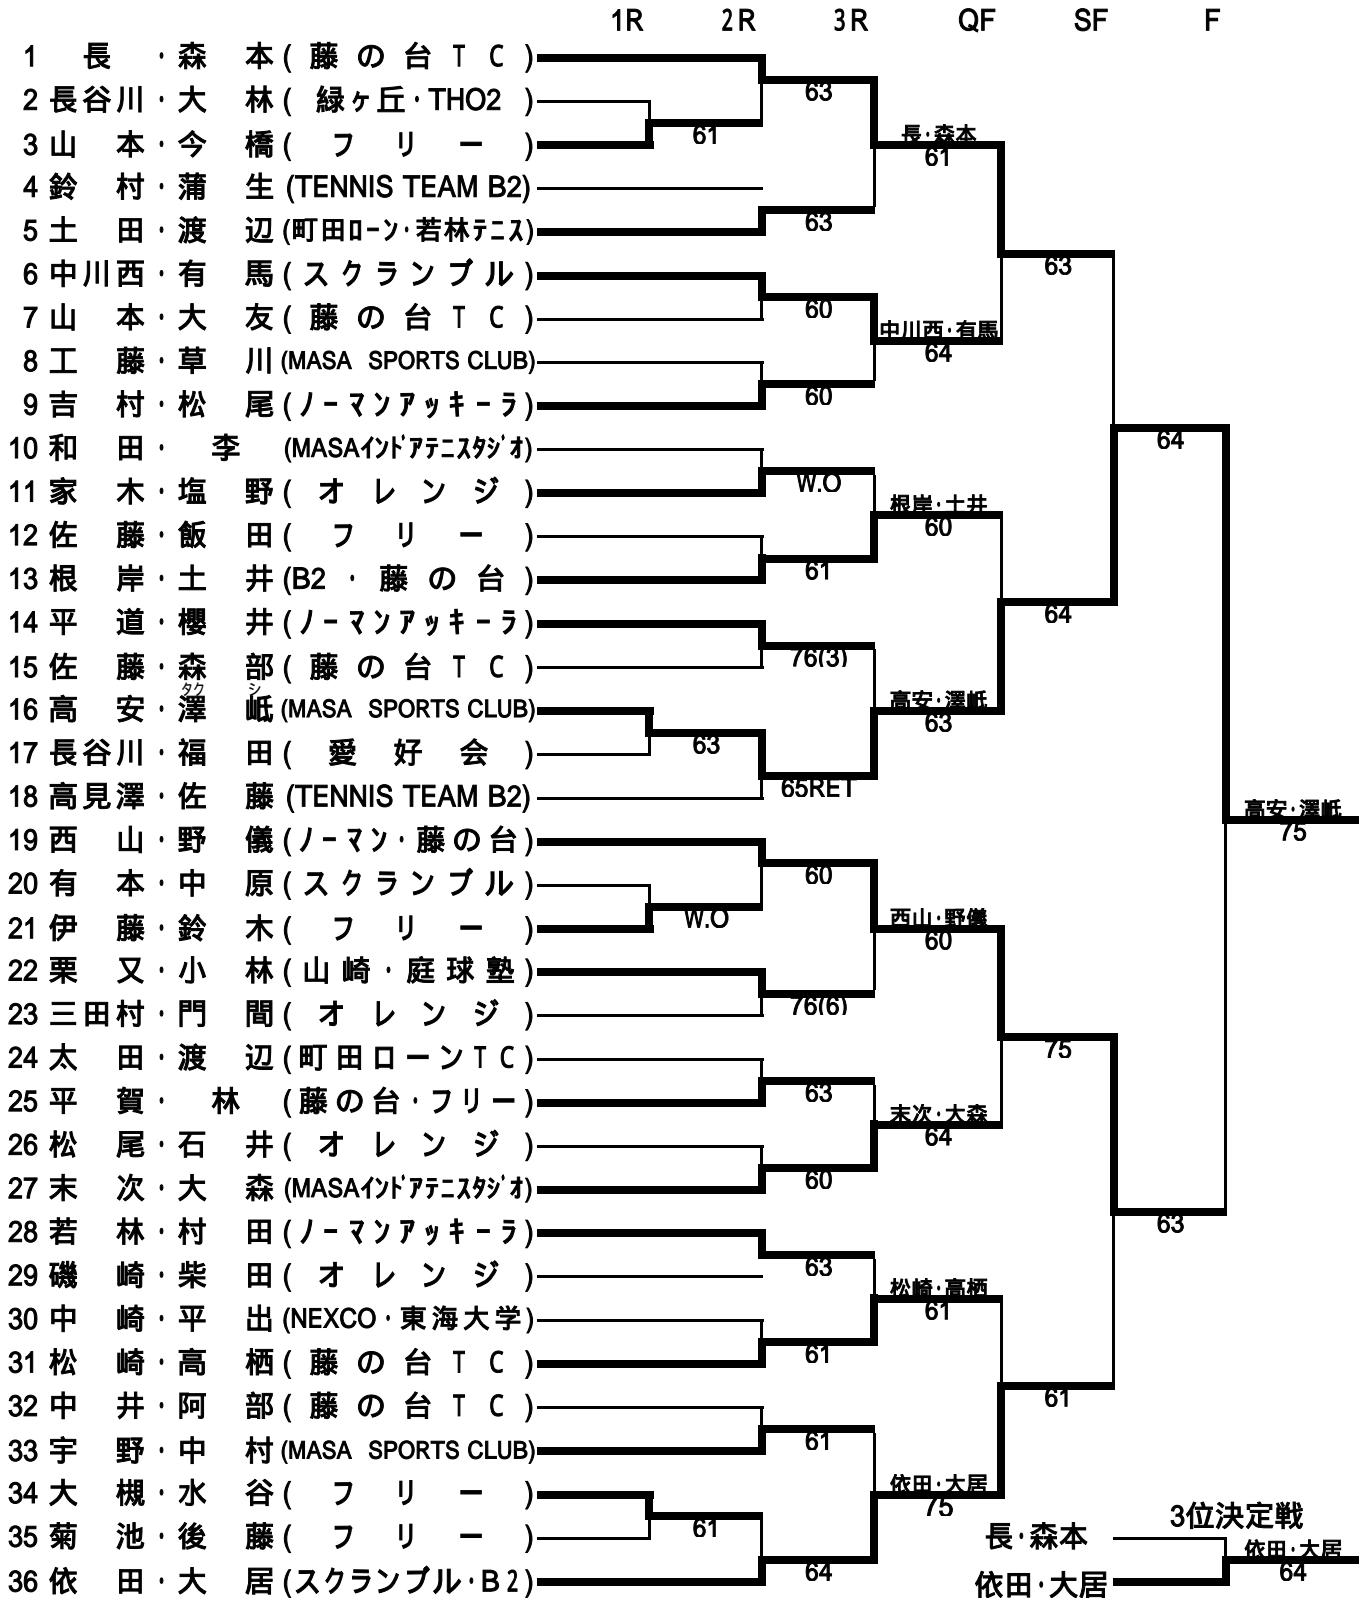 1R 2R 3R QF SF F
1 長・森本(藤の台TC)
63
2 長谷川・大林(緑ヶ丘・THO2)
61
長・森本
3 山本・今橋(フリー)
61
4 鈴村・蒲生(TENNIS TEAM B2)
63
5 土田・渡辺(町田ローン・若林テニス)
63
6 中川西・有馬(スクランブル)
60
7 山本・大友(藤の台TC)
中川西・有馬
64
8 工藤・草川(MASA SPORTS CLUB)
60
9 吉村・松尾(ノーマンアッキーラ)
64
10 和田・李(MASAインドアテニスタジオ)
W.O
11 家木・塩野(オレンジ)
根岸・土井
60
12 佐藤・飯田(フリー)
61
13 根岸・土井(B2・藤の台)
64
14 平道・櫻井(ノーマンアッキーラ)
76(3)
15 佐藤・森部(藤の台TC)
タク シ
高安・澤岻
16 高安・澤岻(MASA SPORTS CLUB)
63
17 長谷川・福田(愛好会)
63
65RET
18 高見澤・佐藤(TENNIS TEAM B2)
高安・澤岻
75
19 西山・野儀(ノーマン・藤の台)
60
20 有本・中原(スクランブル)
W.O
西山・野儀
21 伊藤・鈴木(フリー)
60
22 栗又・小林(山崎・庭球塾)
76(6)
23 三田村・門間(オレンジ)
75
24 太田・渡辺(町田ローンTC)
63
25 平賀・林(藤の台・フリー)
末次・大森
64
26 松尾・石井(オレンジ)
60
27 末次・大森(MASAインドアテニスタジオ)
63
28 若林・村田(ノーマンアッキーラ)
63
29 磯崎・柴田(オレンジ)
松崎・高栖
61
30 中崎・平出(NEXCO・東海大学)
61
31 松崎・高栖(藤の台TC)
61
32 中井・阿部(藤の台TC)
61
33 宇野・中村(MASA SPORTS CLUB)
依田・大居
75
34 大槻・水谷(フリー)
61
3位決定戦
35 菊池・後藤(フリー)
長・森本
依田・大居
64
64
36 依田・大居(スクランブル・B2)
依田・大居